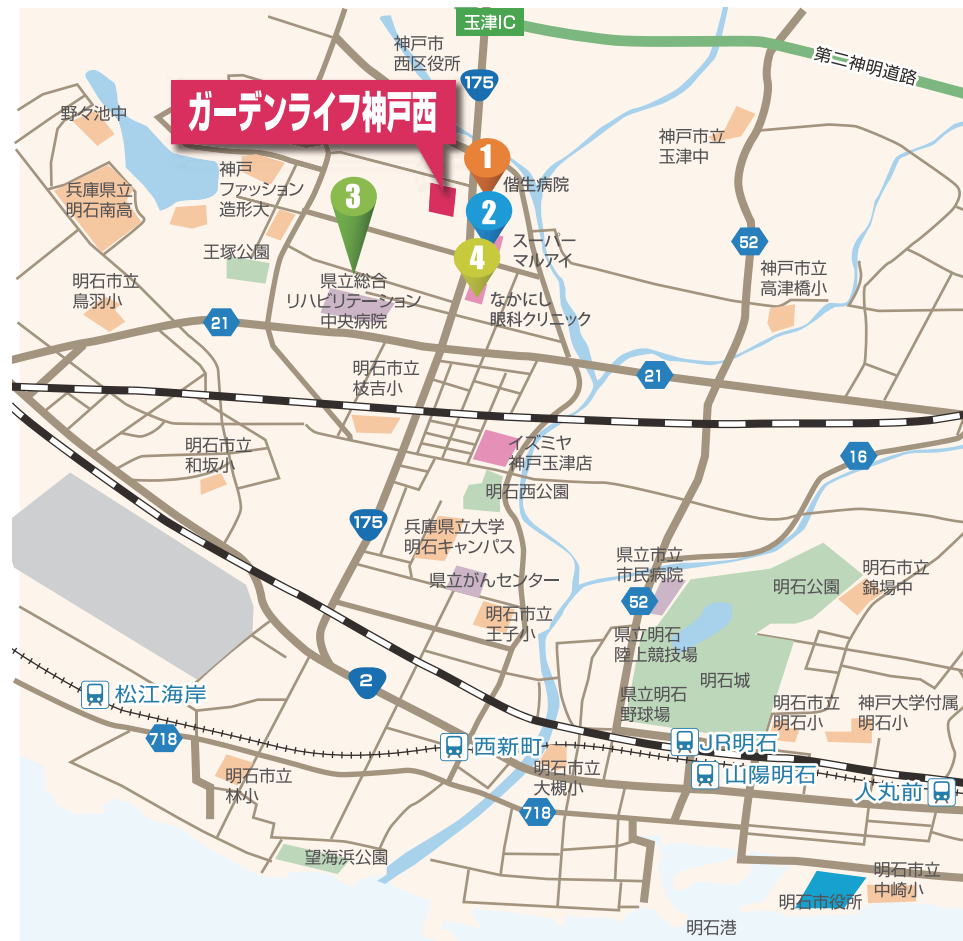 玉津IC
第二神明道路
神戸市
西区役所
175
ガーデンライフ神戸西
野々池中
神戸市立
玉津中
1
偕生病院
神戸
ファッション
造形大
兵庫県立
明石南高
3
2
スーパー
マルアイ
52
王塚公園
4
神戸市立
高津橋小
明石市立
鳥羽小
県立総合
リハビリテーション
中央病院
なかにし
眼科クリニック
21
明石市立
枝吉小
21
明石市立
和坂小
イズミヤ
神戸玉津店
16
明石西公園
175
兵庫県立大学
明石キャンパス
県立市立
市民病院
県立がんセンター
明石公園
明石市立
錦場中
52
明石市立
王子小
県立明石
陸上競技場
2
明石城
松江海岸
県立明石
野球場
明石市立
明石小
神戸大学付属
明石小
718
西新町
JR明石
明石市立
林小
明石市立
大槻小
山陽明石
人丸前
718
望海浜公園
明石市立
中崎小
明石市役所
明石港